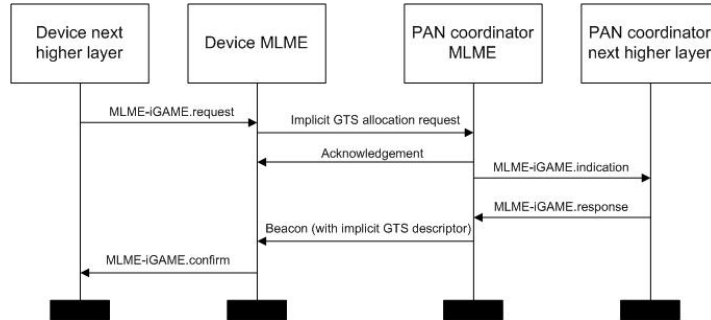 Device next
higher layer
Device MLME
PAN coordinator
MLME
PAN coordinator
next higher layer
MLME-iGAME.request
Implicit GTS allocation request
Acknowledgement
MLME-iGAME.indication
MLME-iGAME.response
Beacon (with implicit GTS descriptor)
MLME-iGAME.confirm